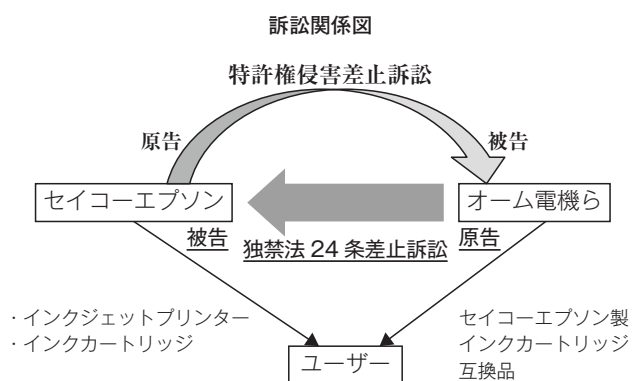 訴訟関係図
特許権侵害差止訴訟
原告
被告
セイコーエプソン
オーム電機ら
被告
独禁法 24 条差止訴訟
原告
・インクジェットプリンター
・インクカートリッジ
セイコーエプソン製
インクカートリッジ
互換品
ユーザー